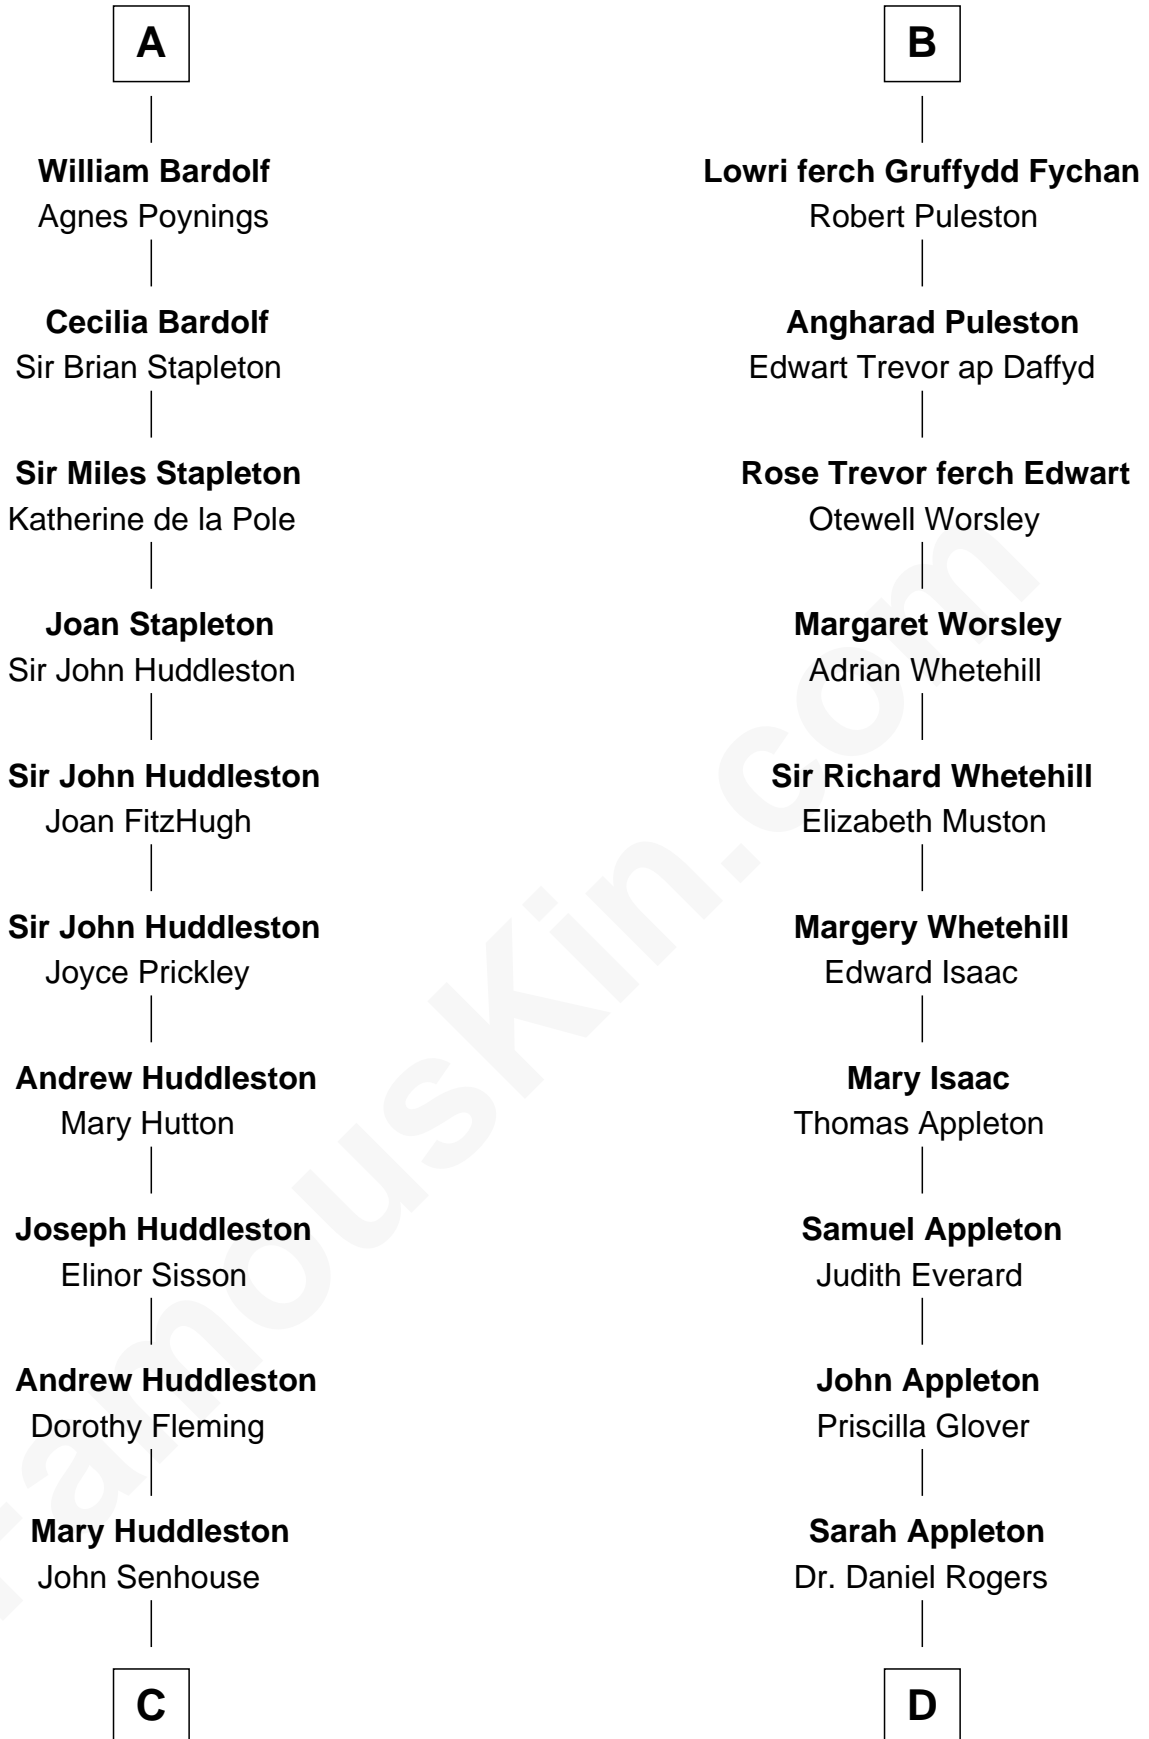 A
William Bardolf
Agnes Poynings
Cecilia Bardolf
Sir Brian Stapleton
Sir Miles Stapleton
Katherine de la Pole
Joan Stapleton
Sir John Huddleston
Sir John Huddleston
Joan FitzHugh
Sir John Huddleston
Joyce Prickley
Andrew Huddleston
Mary Hutton
Joseph Huddleston
Elinor Sisson
Andrew Huddleston
Dorothy Fleming
Mary Huddleston
John Senhouse
C
B
Lowri ferch Gruffydd Fychan
Robert Puleston
Angharad Puleston
Edwart Trevor ap Daffyd
Rose Trevor ferch Edwart
Otewell Worsley
Margaret Worsley
Adrian Whetehill
Sir Richard Whetehill
Elizabeth Muston
Margery Whetehill
Edward Isaac
Mary Isaac
Thomas Appleton
Samuel Appleton
Judith Everard
John Appleton
Priscilla Glover
Sarah Appleton
Dr. Daniel Rogers
D
FamousKin.com